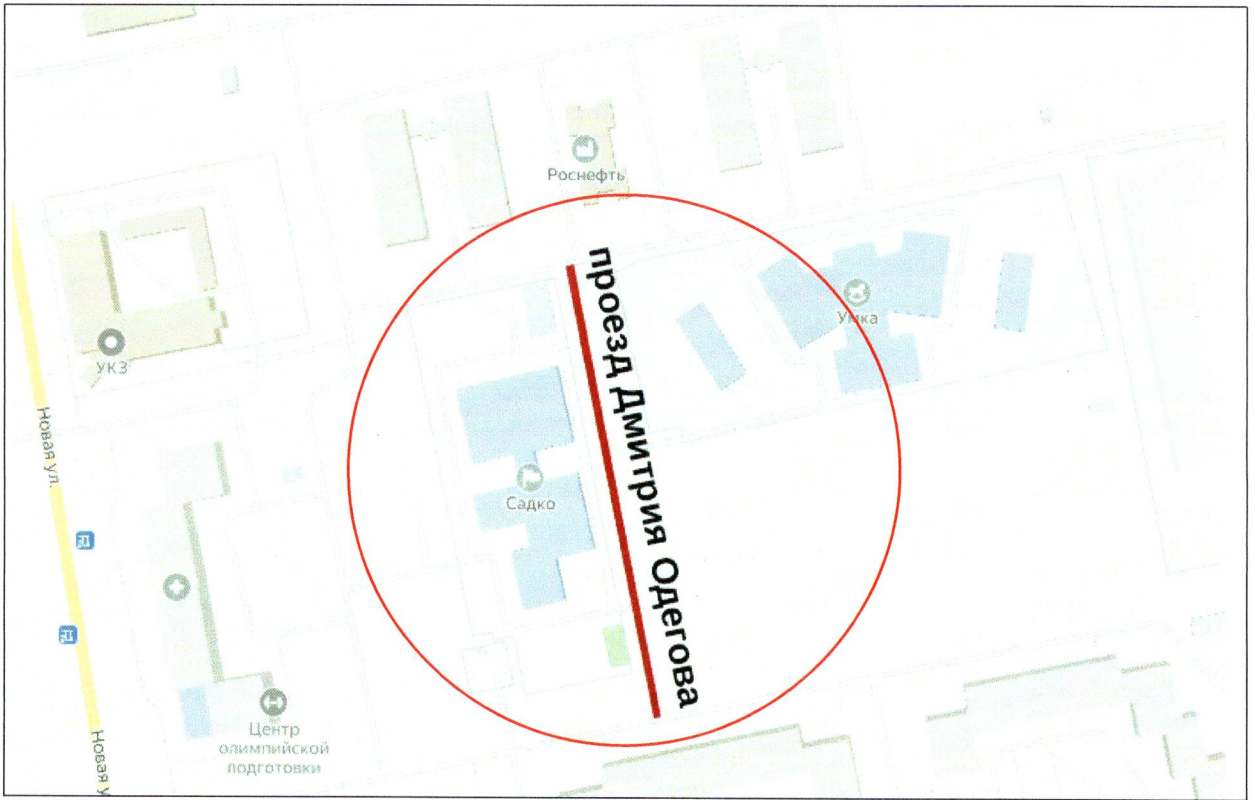 Роснефть
проезд Дмитрия Одегова
Умка
УКЗ
Новая ул.
Садко
Центр
олимпийской
подготовки
Новая у